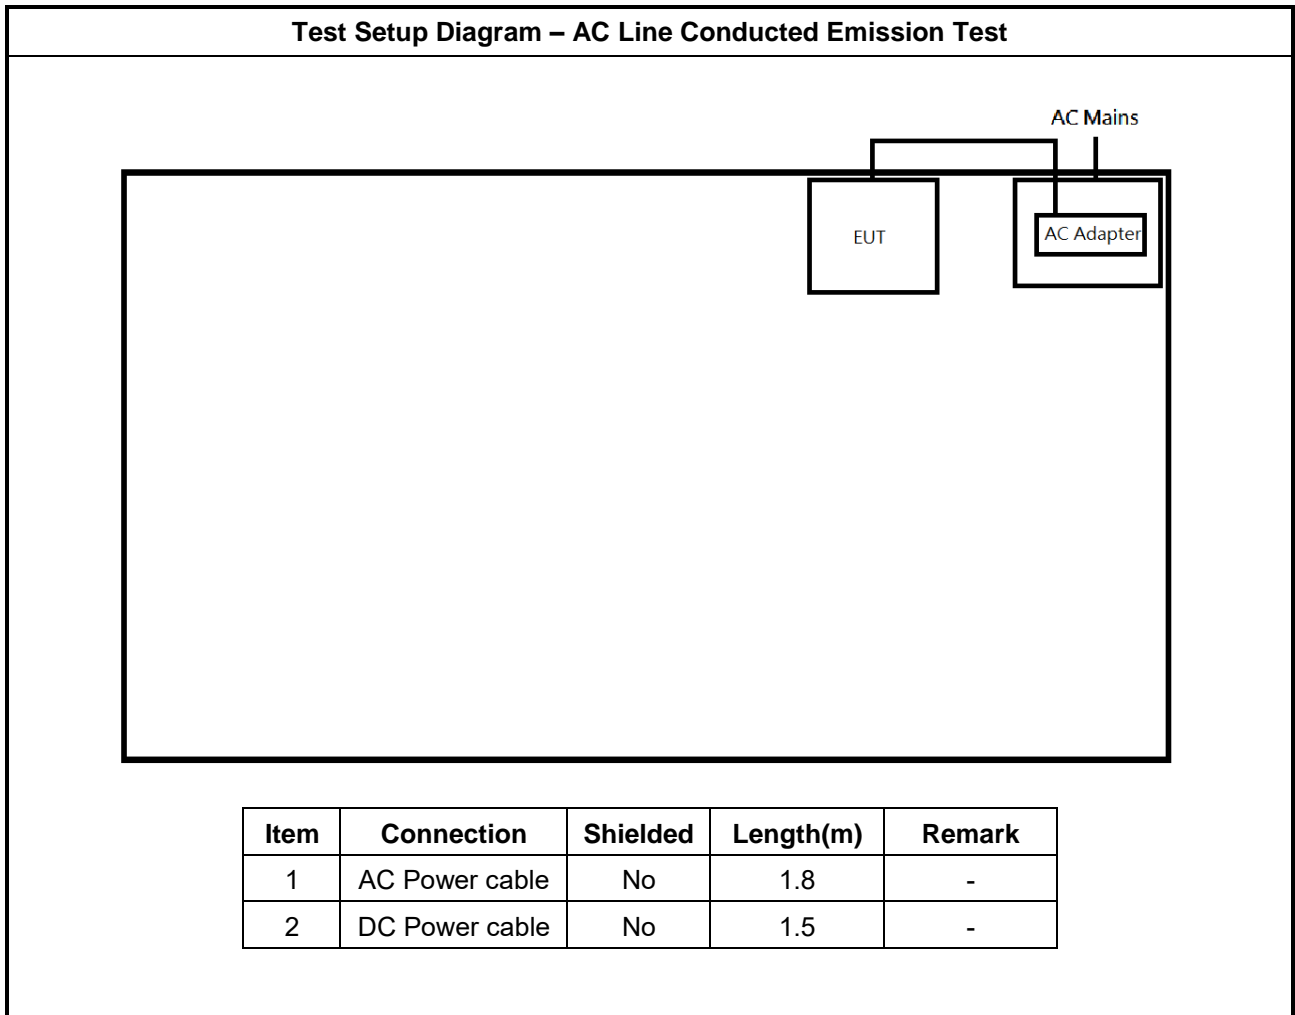 Test Setup Diagram – AC Line Conducted Emission Test
AC Mains
EUT
AC Adapter
Item Connection Shielded Length(m) Remark
1 AC Power cable No 1.8 -
2 DC Power cable No 1.5 -